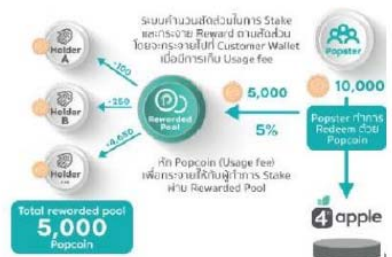 ระบบคำนวนสัดส่วนในการ Stake
และกระจาย Reward ตามสัดส่วน
โดยจะกระจายไปที่ Customer Wallet
เมื่อมีการเก็บ Usage fee
Popster
Holder
A
-100
Holder
B
-250
-4,650
Holder
Rewarded
Pool
5,000
5%
10,000
Popster ทำการ
Redeem ด้วย
Popcoin
หัก Popcoin (Usage fee)
เพื่อกระจายให้กับผู้ทำการ Stake
ผ่าน Rewarded Pool
Total reworded pool
5,000
Popcoin
4 apple